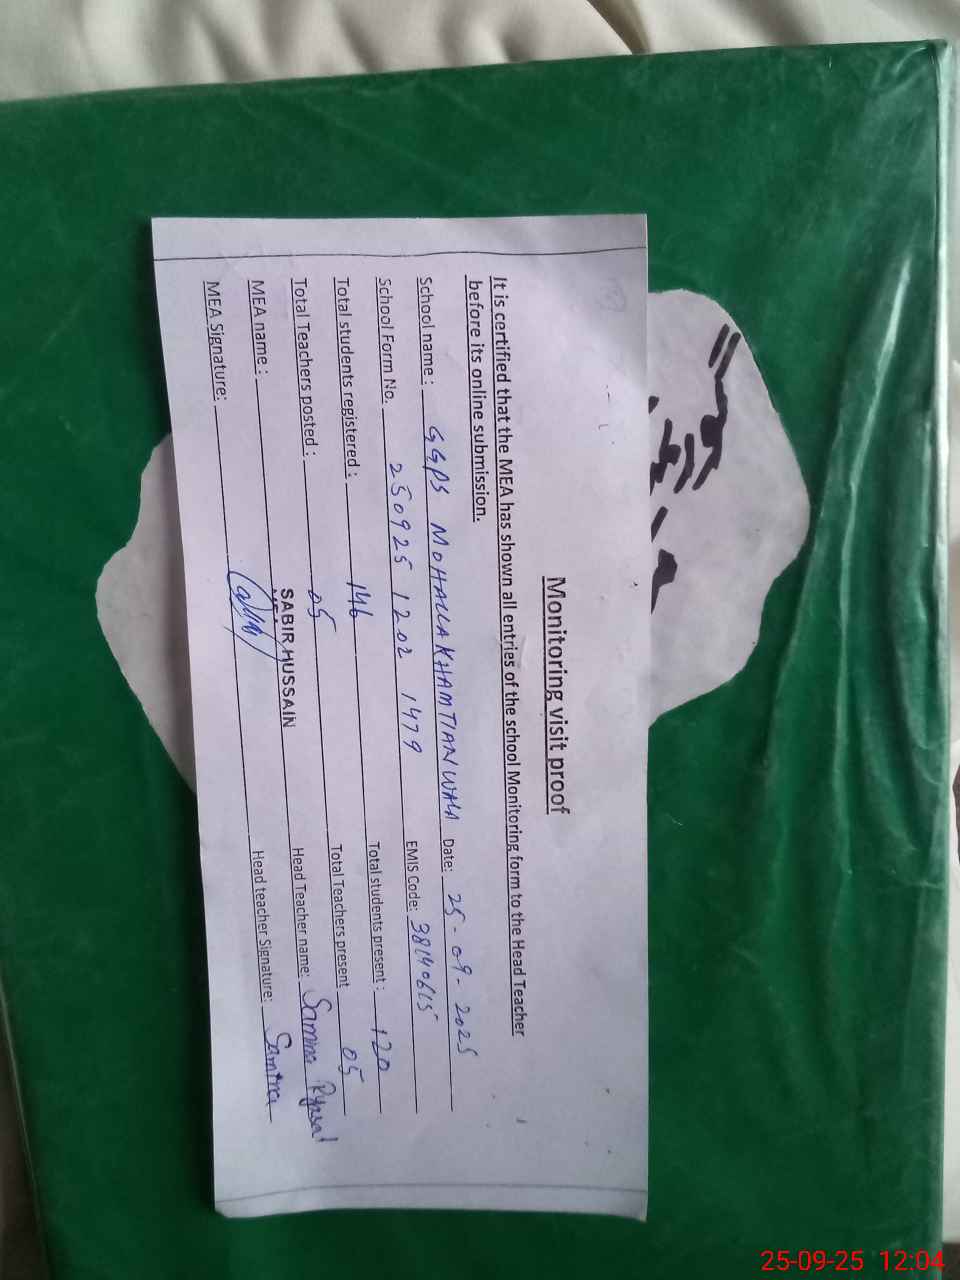 Monitoring visit proof
It is certified that the MEA has shown all entries of the school Monitoring form to the Head Teacher
before its online submission.
School name : GGPS MOHALLA KHAMTIAN WALA Date: 25-09-2025
School Form No. 250925 1202 1479 EMIS Code: 38140615
Total students registered : 146 Total students present : 120
Total Teachers posted : 05 Total Teachers present 05
MEA name : SABIR HUSSAIN Head Teacher name: Samina
MEA Signature: Head teacher Signature: Samina
25-09-25 12:04